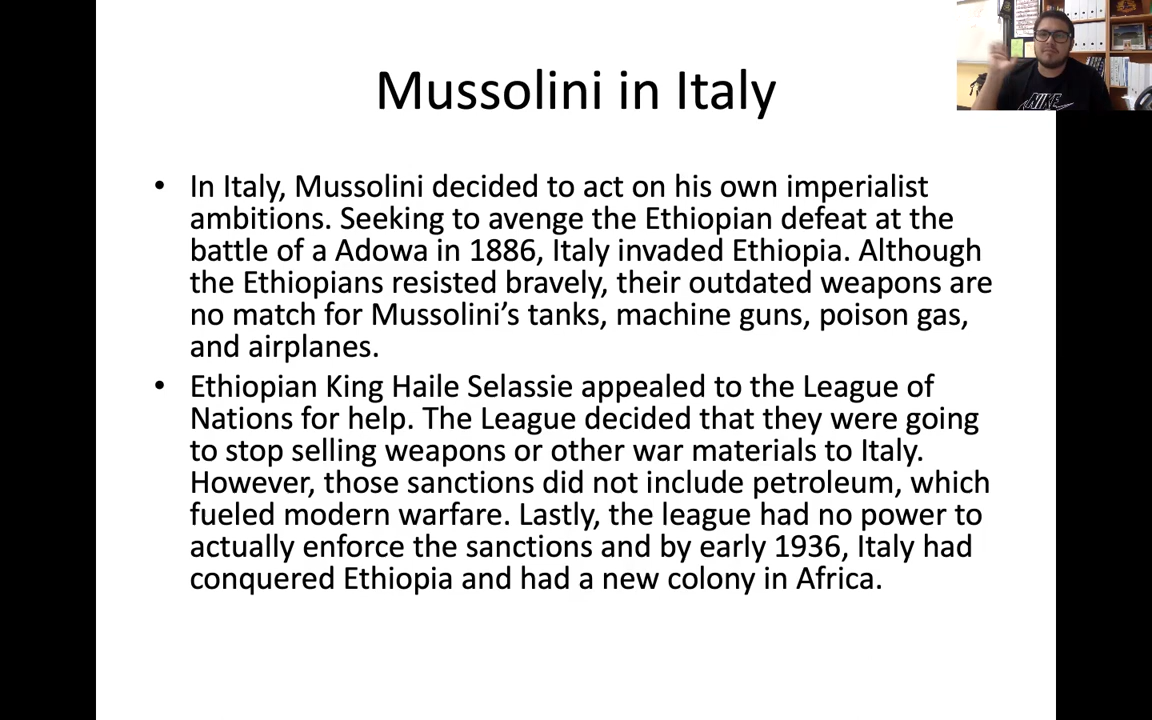 Mussolini in Italy
• In Italy, Mussolini decided to act on his own imperialist
ambitions. Seeking to avenge the Ethiopian defeat at the
battle of a Adowa in 1886, Italy invaded Ethiopia. Although
the Ethiopians resisted bravely, their outdated weapons are
no match for Mussolini’s tanks, machine guns, poison gas,
and airplanes.
• Ethiopian King Haile Selassie appealed to the League of
Nations for help. The League decided that they were going
to stop selling weapons or other war materials to Italy.
However, those sanctions did not include petroleum, which
fueled modern warfare. Lastly, the league had no power to
actually enforce the sanctions and by early 1936, Italy had
conquered Ethiopia and had a new colony in Africa.
NIKE